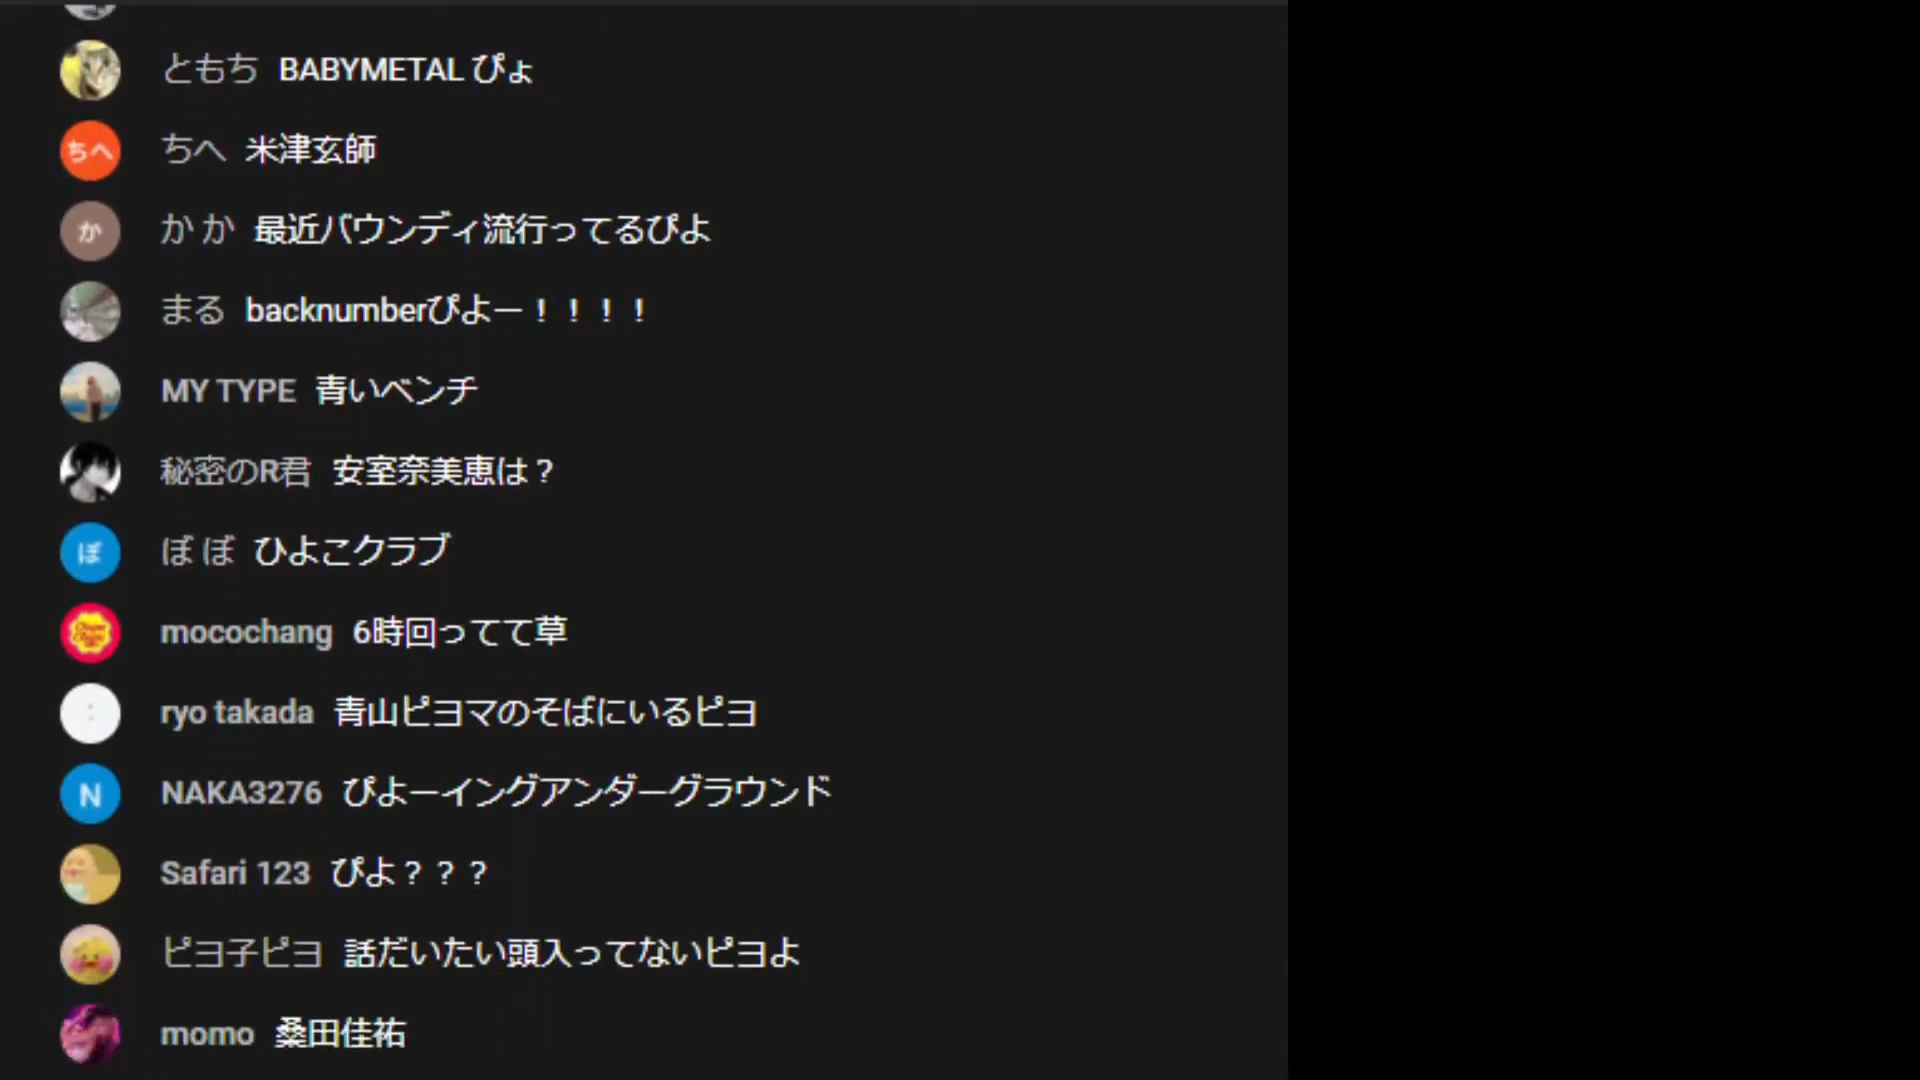 ともち BABYMETAL ぴょ
ちへ ちへ 米津玄師
か か か 最近バウンディ流行ってるぴよ
まる backnumberぴよー！！！！
MY TYPE 青いベンチ
秘密のR君 安室奈美恵は？
ぼ ぼ ぼ ひよこクラブ
mocochang 6時回ってて草
ryo takada 青山ピヨマのそばにいるピヨ
N NAKA3276 ぴよーイングアンダーグラウンド
Safari 123 ぴよ？？？
ピヨ子ピヨ 話だいたい頭入ってないピヨよ
momo 桑田佳祐